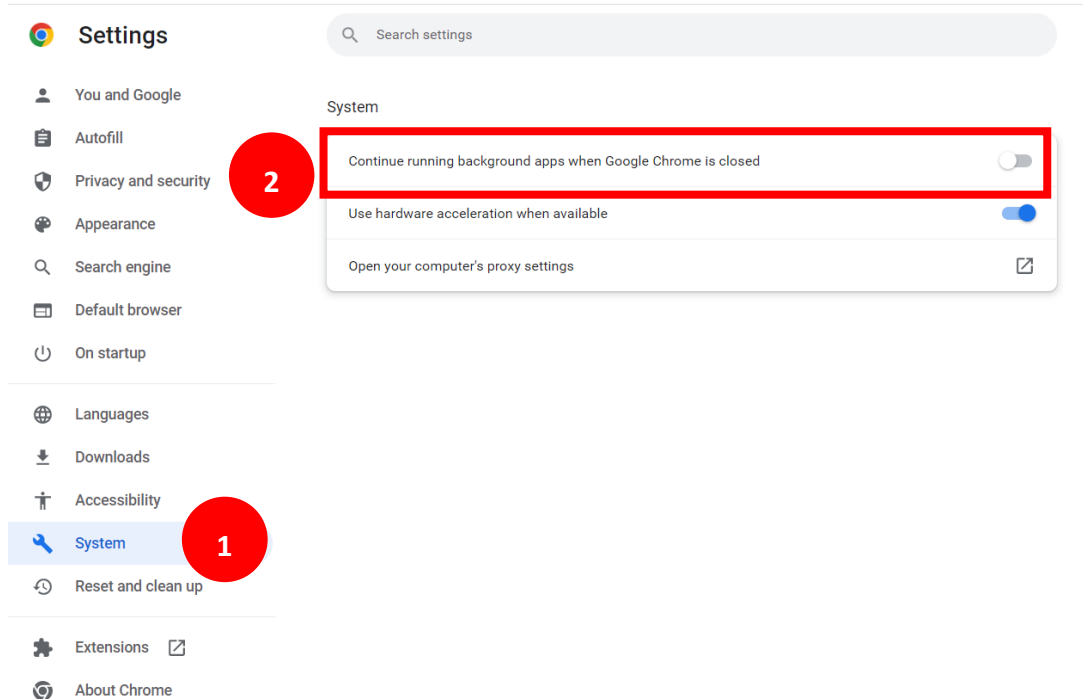 Settings
Search settings
You and Google
Autofill
Privacy and security
Appearance
Search engine
Default browser
On startup
Languages
Downloads
Accessibility
System
1
Reset and clean up
Extensions
About Chrome
System
2
Continue running background apps when Google Chrome is closed
Use hardware acceleration when available
Open your computer's proxy settings